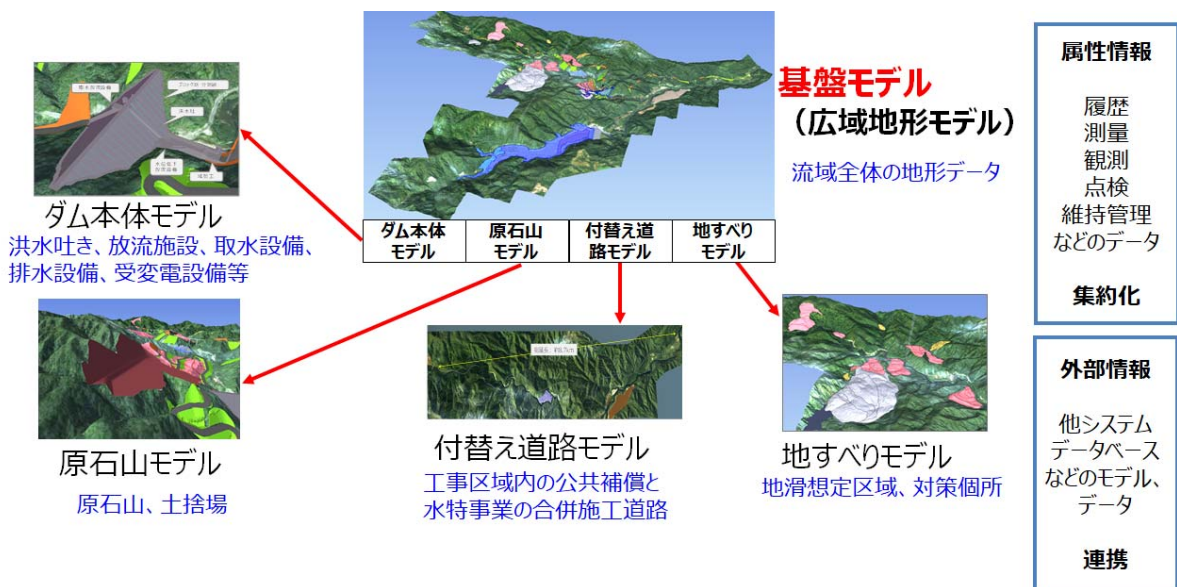 基盤モデル
（広域地形モデル）
流域全体の地形データ
ダム本体
モデル
原石山
モデル
付替え道
路モデル
地すべり
モデル
ダム本体モデル
洪水吐き、放流施設、取水設備、
排水設備、受変電設備等
原石山モデル
原石山、土捨場
付替え道路モデル
工事区域内の公共補償と
水特事業の合併施工道路
地すべりモデル
地滑想定区域、対策個所
属性情報
履歴
測量
観測
点検
維持管理
などのデータ
集約化
外部情報
他システム
データベース
などのモデル、
データ
連携